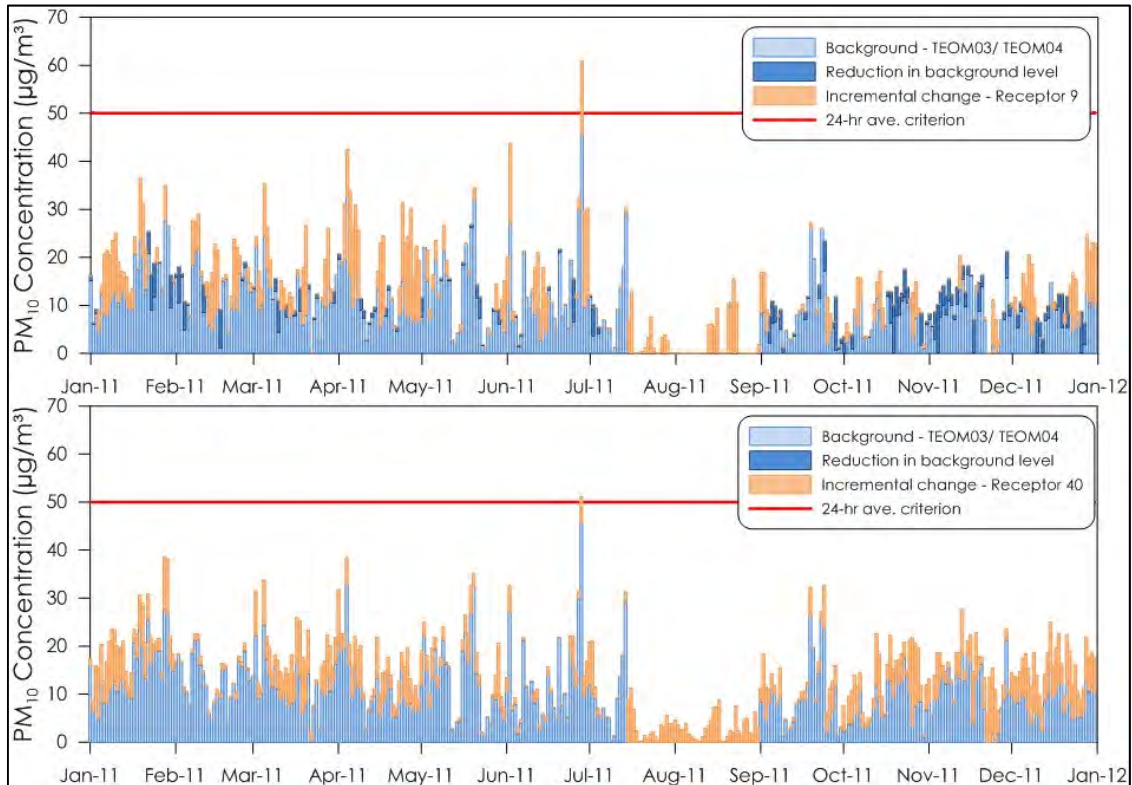 PM₁₀ Concentration (µg/m³)
70
60
50
40
30
20
10
0
Background - TEOM03/ TEOM04
Reduction in background level
Incremental change - Receptor 9
24-hr ave. criterion
Jan-11 Feb-11 Mar-11 Apr-11 May-11 Jun-11 Jul-11 Aug-11 Sep-11 Oct-11 Nov-11 Dec-11 Jan-12
PM₁₀ Concentration (µg/m³)
70
60
50
40
30
20
10
0
Background - TEOM03/ TEOM04
Reduction in background level
Incremental change - Receptor 40
24-hr ave. criterion
Jan-11 Feb-11 Mar-11 Apr-11 May-11 Jun-11 Jul-11 Aug-11 Sep-11 Oct-11 Nov-11 Dec-11 Jan-12